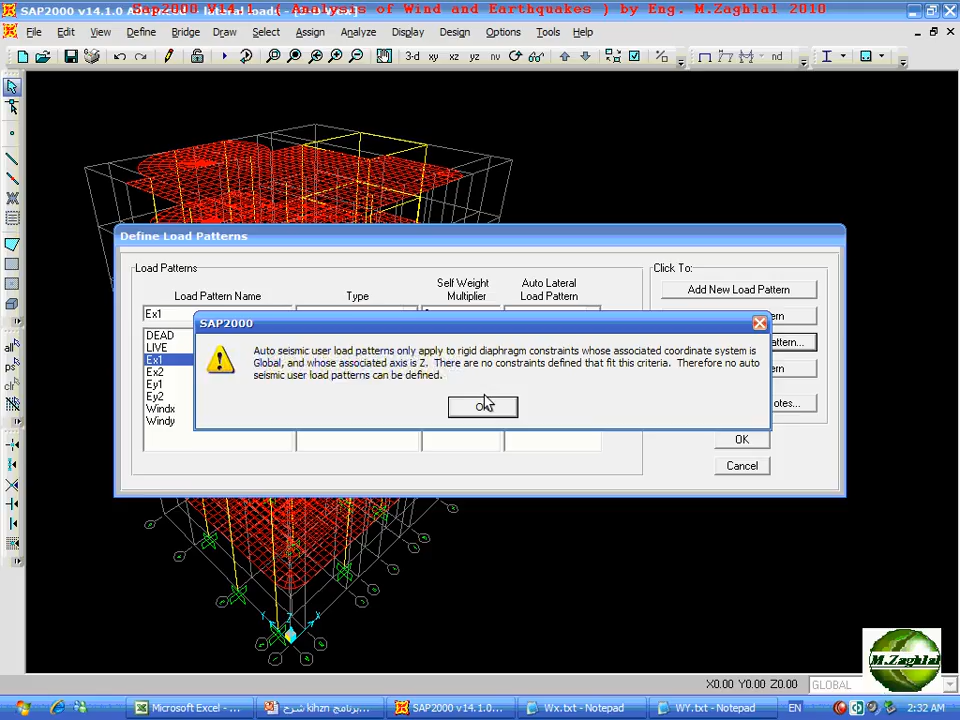 Sap2000 V14.1 ( Analysis of Wind and Earthquakes ) by Eng. M.Zaghlal 2010
SAP2000 v14.1.0
File Edit View Define Bridge Draw Select Assign Analyze Display Design Options Tools Help
3-d xy xz yz nv
nd
all
ps
clr
Define Load Patterns
Load Patterns
Click To:
Load Pattern Name
Type
Self Weight Multiplier
Auto Lateral Load Pattern
Add New Load Pattern
Ex1
DEAD
LIVE
Ex1
Ex2
Ey1
Ey2
Windx
Windy
SAP2000
Auto seismic user load patterns only apply to rigid diaphragm constraints whose associated coordinate system is
Global, and whose associated axis is Z. There are no constraints defined that fit this criteria. Therefore no auto
seismic user load patterns can be defined.
OK
Cancel
M.Zaghlal
X0.00 Y0.00 Z0.00
GLOBAL
Microsoft Excel - ...
برنامج kihzn شرح...
SAP2000 v14.1.0...
Wx.txt - Notepad
WY.txt - Notepad
EN
2:32 AM